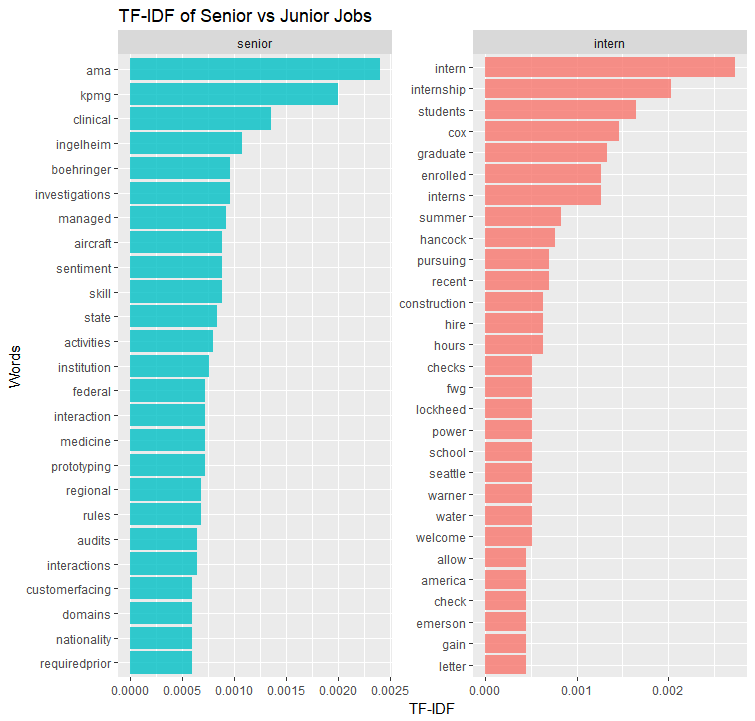 TF-IDF of Senior vs Junior Jobs
senior
ama
kpmg
clinical
ingelheim
boehringer
investigations
managed
aircraft
sentiment
skill
state
activities
institution
federal
interaction
medicine
prototyping
regional
rules
audits
interactions
customerfacing
domains
nationality
requiredprior
0.0000 0.0005 0.0010 0.0015 0.0020 0.0025
intern
intern
internship
students
cox
graduate
enrolled
interns
summer
hancock
pursuing
recent
construction
hire
hours
checks
fwg
lockheed
power
school
seattle
warner
water
welcome
allow
america
check
emerson
gain
letter
0.000 0.001 0.002
Words
TF-IDF